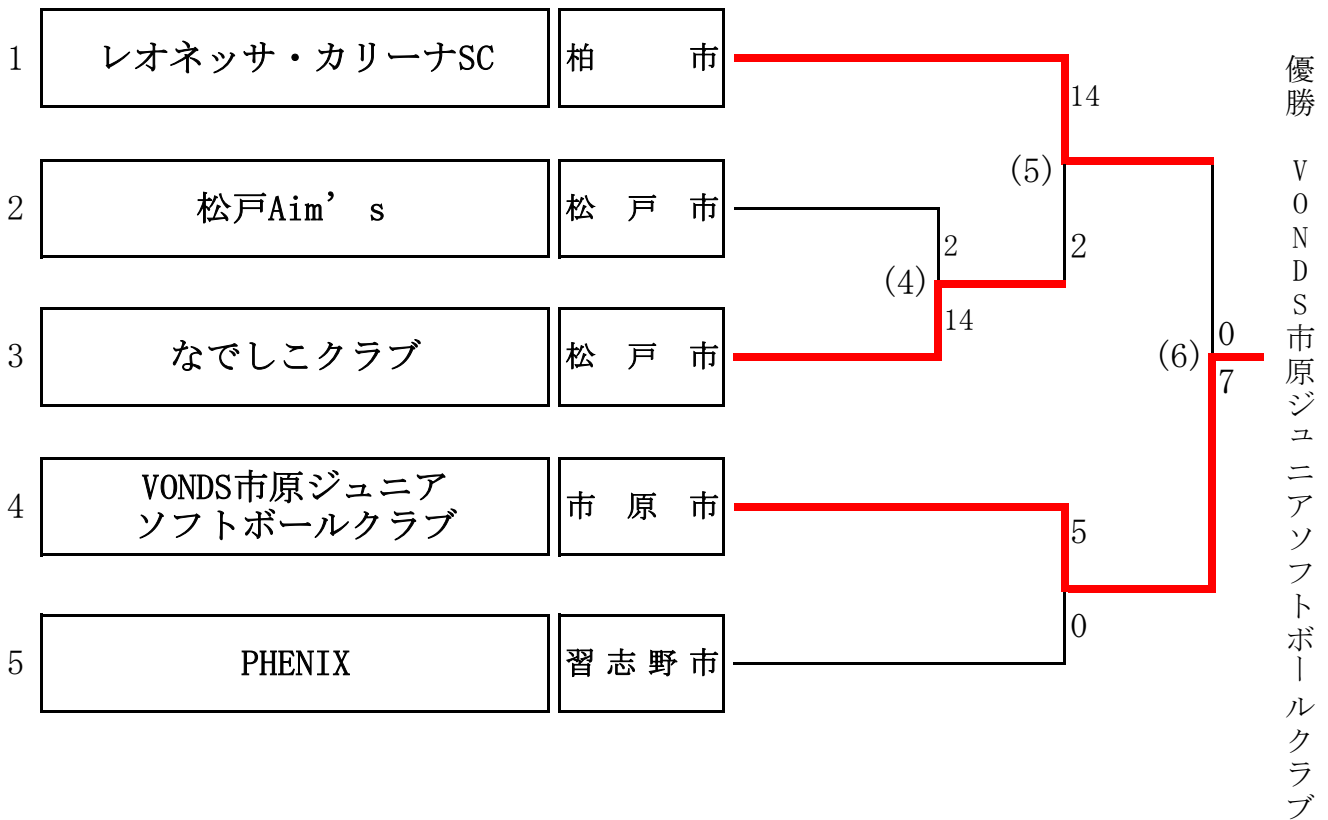 1 レオネッサ・カリーナSC 柏市
14
(5)
2 松戸Aim’s 松戸市
2
2
(4)
14
3 なでしこクラブ 松戸市
0
(6)
7
4 VONDS市原ジュニア
ソフトボールクラブ 市原市
5
0
5 PHENIX 習志野市
優勝 VONDS市原ジュニアソフトボールクラブ